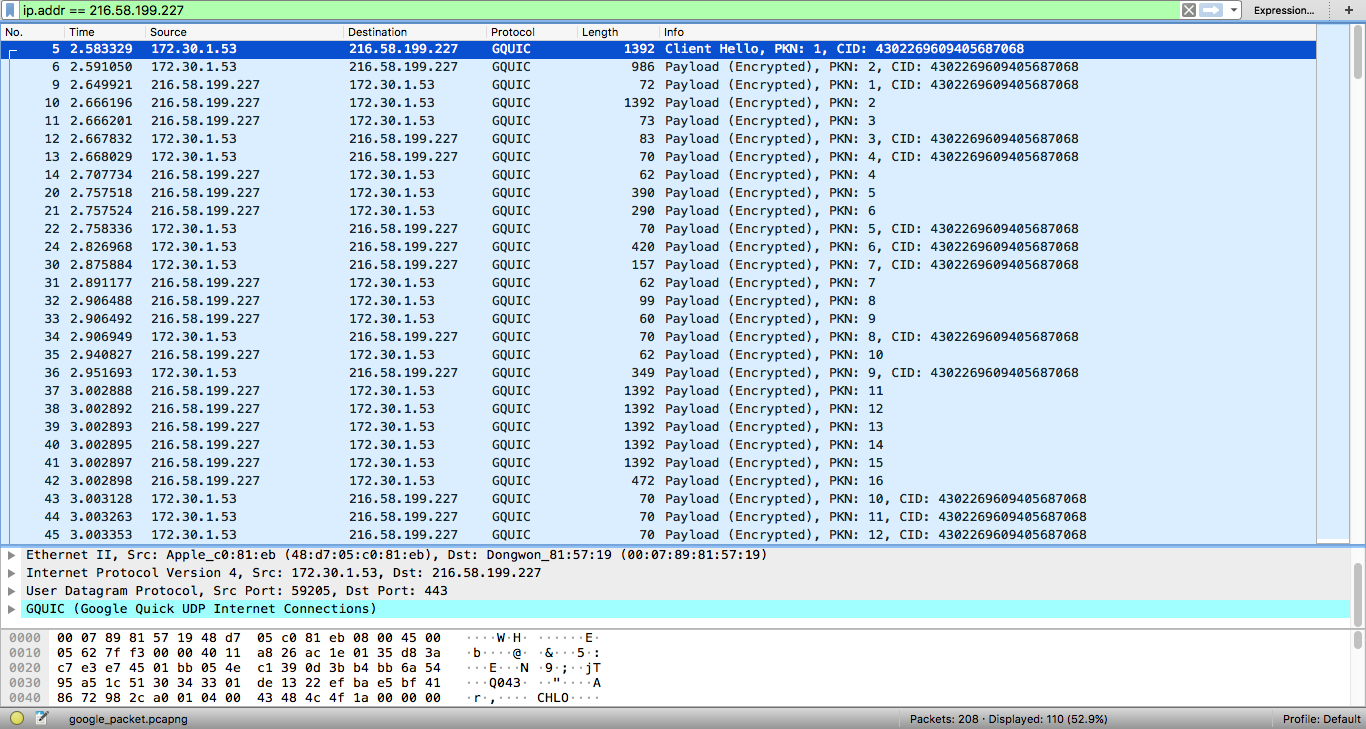 ip.addr == 216.58.199.227 Expression... +
No. Time Source Destination Protocol Length Info
5 2.583329 172.30.1.53 216.58.199.227 GQUIC 1392 Client Hello, PKN: 1, CID: 4302269609405687068
6 2.591050 172.30.1.53 216.58.199.227 GQUIC 986 Payload (Encrypted), PKN: 2, CID: 4302269609405687068
9 2.649921 216.58.199.227 172.30.1.53 GQUIC 72 Payload (Encrypted), PKN: 1, CID: 4302269609405687068
10 2.666196 216.58.199.227 172.30.1.53 GQUIC 1392 Payload (Encrypted), PKN: 2
11 2.666201 216.58.199.227 172.30.1.53 GQUIC 73 Payload (Encrypted), PKN: 3
12 2.667832 172.30.1.53 216.58.199.227 GQUIC 83 Payload (Encrypted), PKN: 3, CID: 4302269609405687068
13 2.668029 172.30.1.53 216.58.199.227 GQUIC 70 Payload (Encrypted), PKN: 4, CID: 4302269609405687068
14 2.707734 216.58.199.227 172.30.1.53 GQUIC 62 Payload (Encrypted), PKN: 4
20 2.757518 216.58.199.227 172.30.1.53 GQUIC 390 Payload (Encrypted), PKN: 5
21 2.757524 216.58.199.227 172.30.1.53 GQUIC 290 Payload (Encrypted), PKN: 6
22 2.758336 172.30.1.53 216.58.199.227 GQUIC 70 Payload (Encrypted), PKN: 5, CID: 4302269609405687068
24 2.826968 172.30.1.53 216.58.199.227 GQUIC 420 Payload (Encrypted), PKN: 6, CID: 4302269609405687068
30 2.875884 172.30.1.53 216.58.199.227 GQUIC 157 Payload (Encrypted), PKN: 7, CID: 4302269609405687068
31 2.891177 216.58.199.227 172.30.1.53 GQUIC 62 Payload (Encrypted), PKN: 7
32 2.906488 216.58.199.227 172.30.1.53 GQUIC 99 Payload (Encrypted), PKN: 8
33 2.906492 216.58.199.227 172.30.1.53 GQUIC 60 Payload (Encrypted), PKN: 9
34 2.906949 172.30.1.53 216.58.199.227 GQUIC 70 Payload (Encrypted), PKN: 8, CID: 4302269609405687068
35 2.940827 216.58.199.227 172.30.1.53 GQUIC 62 Payload (Encrypted), PKN: 10
36 2.951693 172.30.1.53 216.58.199.227 GQUIC 349 Payload (Encrypted), PKN: 9, CID: 4302269609405687068
37 3.002888 216.58.199.227 172.30.1.53 GQUIC 1392 Payload (Encrypted), PKN: 11
38 3.002892 216.58.199.227 172.30.1.53 GQUIC 1392 Payload (Encrypted), PKN: 12
39 3.002893 216.58.199.227 172.30.1.53 GQUIC 1392 Payload (Encrypted), PKN: 13
40 3.002895 216.58.199.227 172.30.1.53 GQUIC 1392 Payload (Encrypted), PKN: 14
41 3.002897 216.58.199.227 172.30.1.53 GQUIC 1392 Payload (Encrypted), PKN: 15
42 3.002898 216.58.199.227 172.30.1.53 GQUIC 472 Payload (Encrypted), PKN: 16
43 3.003128 172.30.1.53 216.58.199.227 GQUIC 70 Payload (Encrypted), PKN: 10, CID: 4302269609405687068
44 3.003263 172.30.1.53 216.58.199.227 GQUIC 70 Payload (Encrypted), PKN: 11, CID: 4302269609405687068
45 3.003353 172.30.1.53 216.58.199.227 GQUIC 70 Payload (Encrypted), PKN: 12, CID: 4302269609405687068
Ethernet II, Src: Apple_c0:81:eb (48:d7:05:c0:81:eb), Dst: Dongwon_81:57:19 (00:07:89:81:57:19)
Internet Protocol Version 4, Src: 172.30.1.53, Dst: 216.58.199.227
User Datagram Protocol, Src Port: 59205, Dst Port: 443
GQUIC (Google Quick UDP Internet Connections)
0000 00 07 89 81 57 19 48 d7 05 c0 81 eb 08 00 45 00 ····W·H· ······E·
0010 05 62 7f f3 00 00 40 11 a8 26 ac 1e 01 35 d8 3a ·b····@· ·&···5·:
0020 c7 e3 e7 45 01 bb 05 4e c1 39 0d 3b b4 bb 6a 54 ···E···N ·9·;··jT
0030 95 a5 1c 51 30 34 33 01 de 13 22 ef ba e5 bf 41 ···Q043· ··"····A
0040 86 72 98 2c a0 01 04 00 43 48 4c 4f 1a 00 00 00 ·r·,···· CHLO····
google_packet.pcapng Packets: 208 · Displayed: 110 (52.9%) Profile: Default